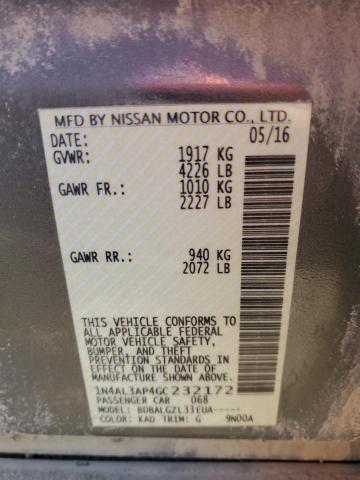 MFD BY NISSAN MOTOR CO., LTD.
DATE: 05/16
GVWR: 1917 KG
4226 LB
GAWR FR.: 1010 KG
2227 LB
GAWR RR.: 940 KG
2072 LB
THIS VEHICLE CONFORMS TO
ALL APPLICABLE FEDERAL
MOTOR VEHICLE SAFETY,
BUMPER, AND THEFT
PREVENTION STANDARDS IN
EFFECT ON THE DATE OF
MANUFACTURE SHOWN ABOVE.
1N4AL3AP4GC232172
PASSENGER CAR 068
MODEL: BDBALGZL33EUA-----
COLOR: KAD TRIM: G 9N00A